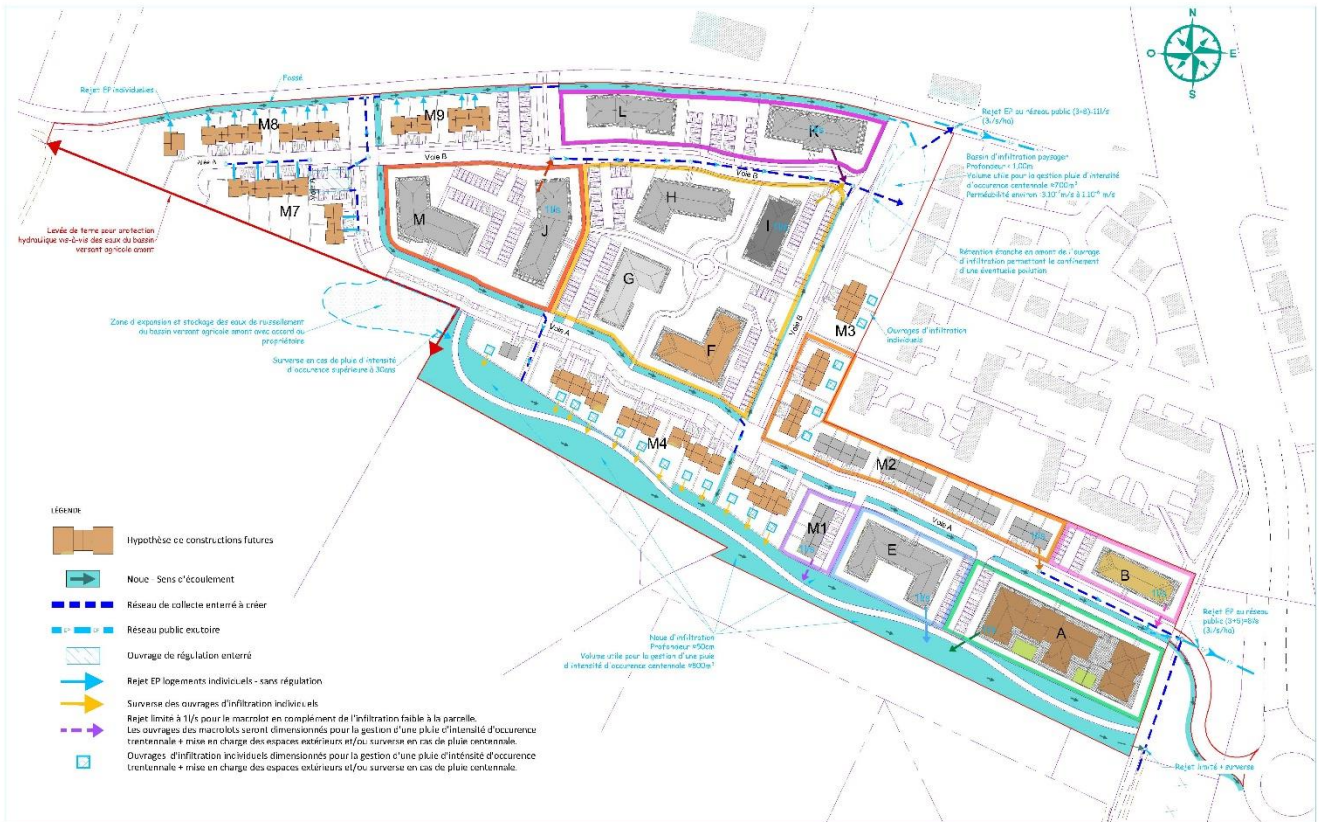 N
O
E
S
Rejet EP individuelles
Fossé
M8
M9
L
K
Rejet EP au réseau public (3+8)=11l/s
(3l/s/ha)
Bassin d'infiltration paysager
Profondeur = 1,00m
Volume utile pour la gestion pluie d'intensité
d'occurence centennale ≈700m³
Voie A
Voie B
Voie B
M7
M
J
1l/s
H
I
G
F
Levée de terre pour protection
hydraulique vis-à-vis des eaux du bassin
versant agricole amont
Rétention étanche en amont de l'ouvrage
d'infiltration permettant le confinement
d'une éventuelle pollution
Zone d'expansion et stockage des eaux de ruissellement
du bassin versant agricole amont avec accord du
propriétaire
Surverse en cas de pluie d'intensité
d'occurence supérieure à 30ans
Voie A
Voie B
M3
Ouvrages d'infiltration
individuels
M4
M2
M1
1l/s
E
1l/s
Voie A
1l/s
B
1l/s
A
Rejet EP au réseau
public (3+5)=8l/s
(3l/s/ha)
Noue d'infiltration
Profondeur ≈50cm
Volume utile pour la gestion d'une pluie
d'intensité d'occurence centennale ≈900m³
Rejet limité + surverse
LÉGENDE
Hypothèse de constructions futures
Noue - Sens d'écoulement
Réseau de collecte enterré à créer
Réseau public exutoire
Ouvrage de régulation enterré
Rejet EP logements individuels - sans régulation
Surverse des ouvrages d'infiltration individuels
Rejet limité à 1l/s pour le macrolot en complément de l'infiltration faible à la parcelle.
Les ouvrages des macrolots seront dimensionnés pour la gestion d'une pluie d'intensité d'occurence
trentennale + mise en charge des espaces extérieurs et/ou surverse en cas de pluie centennale.
Ouvrages d'infiltration individuels dimensionnés pour la gestion d'une pluie d'inténsité d'occurence
trentennale + mise en charge des espaces extérieurs et/ou surverse en cas de pluie centennale.